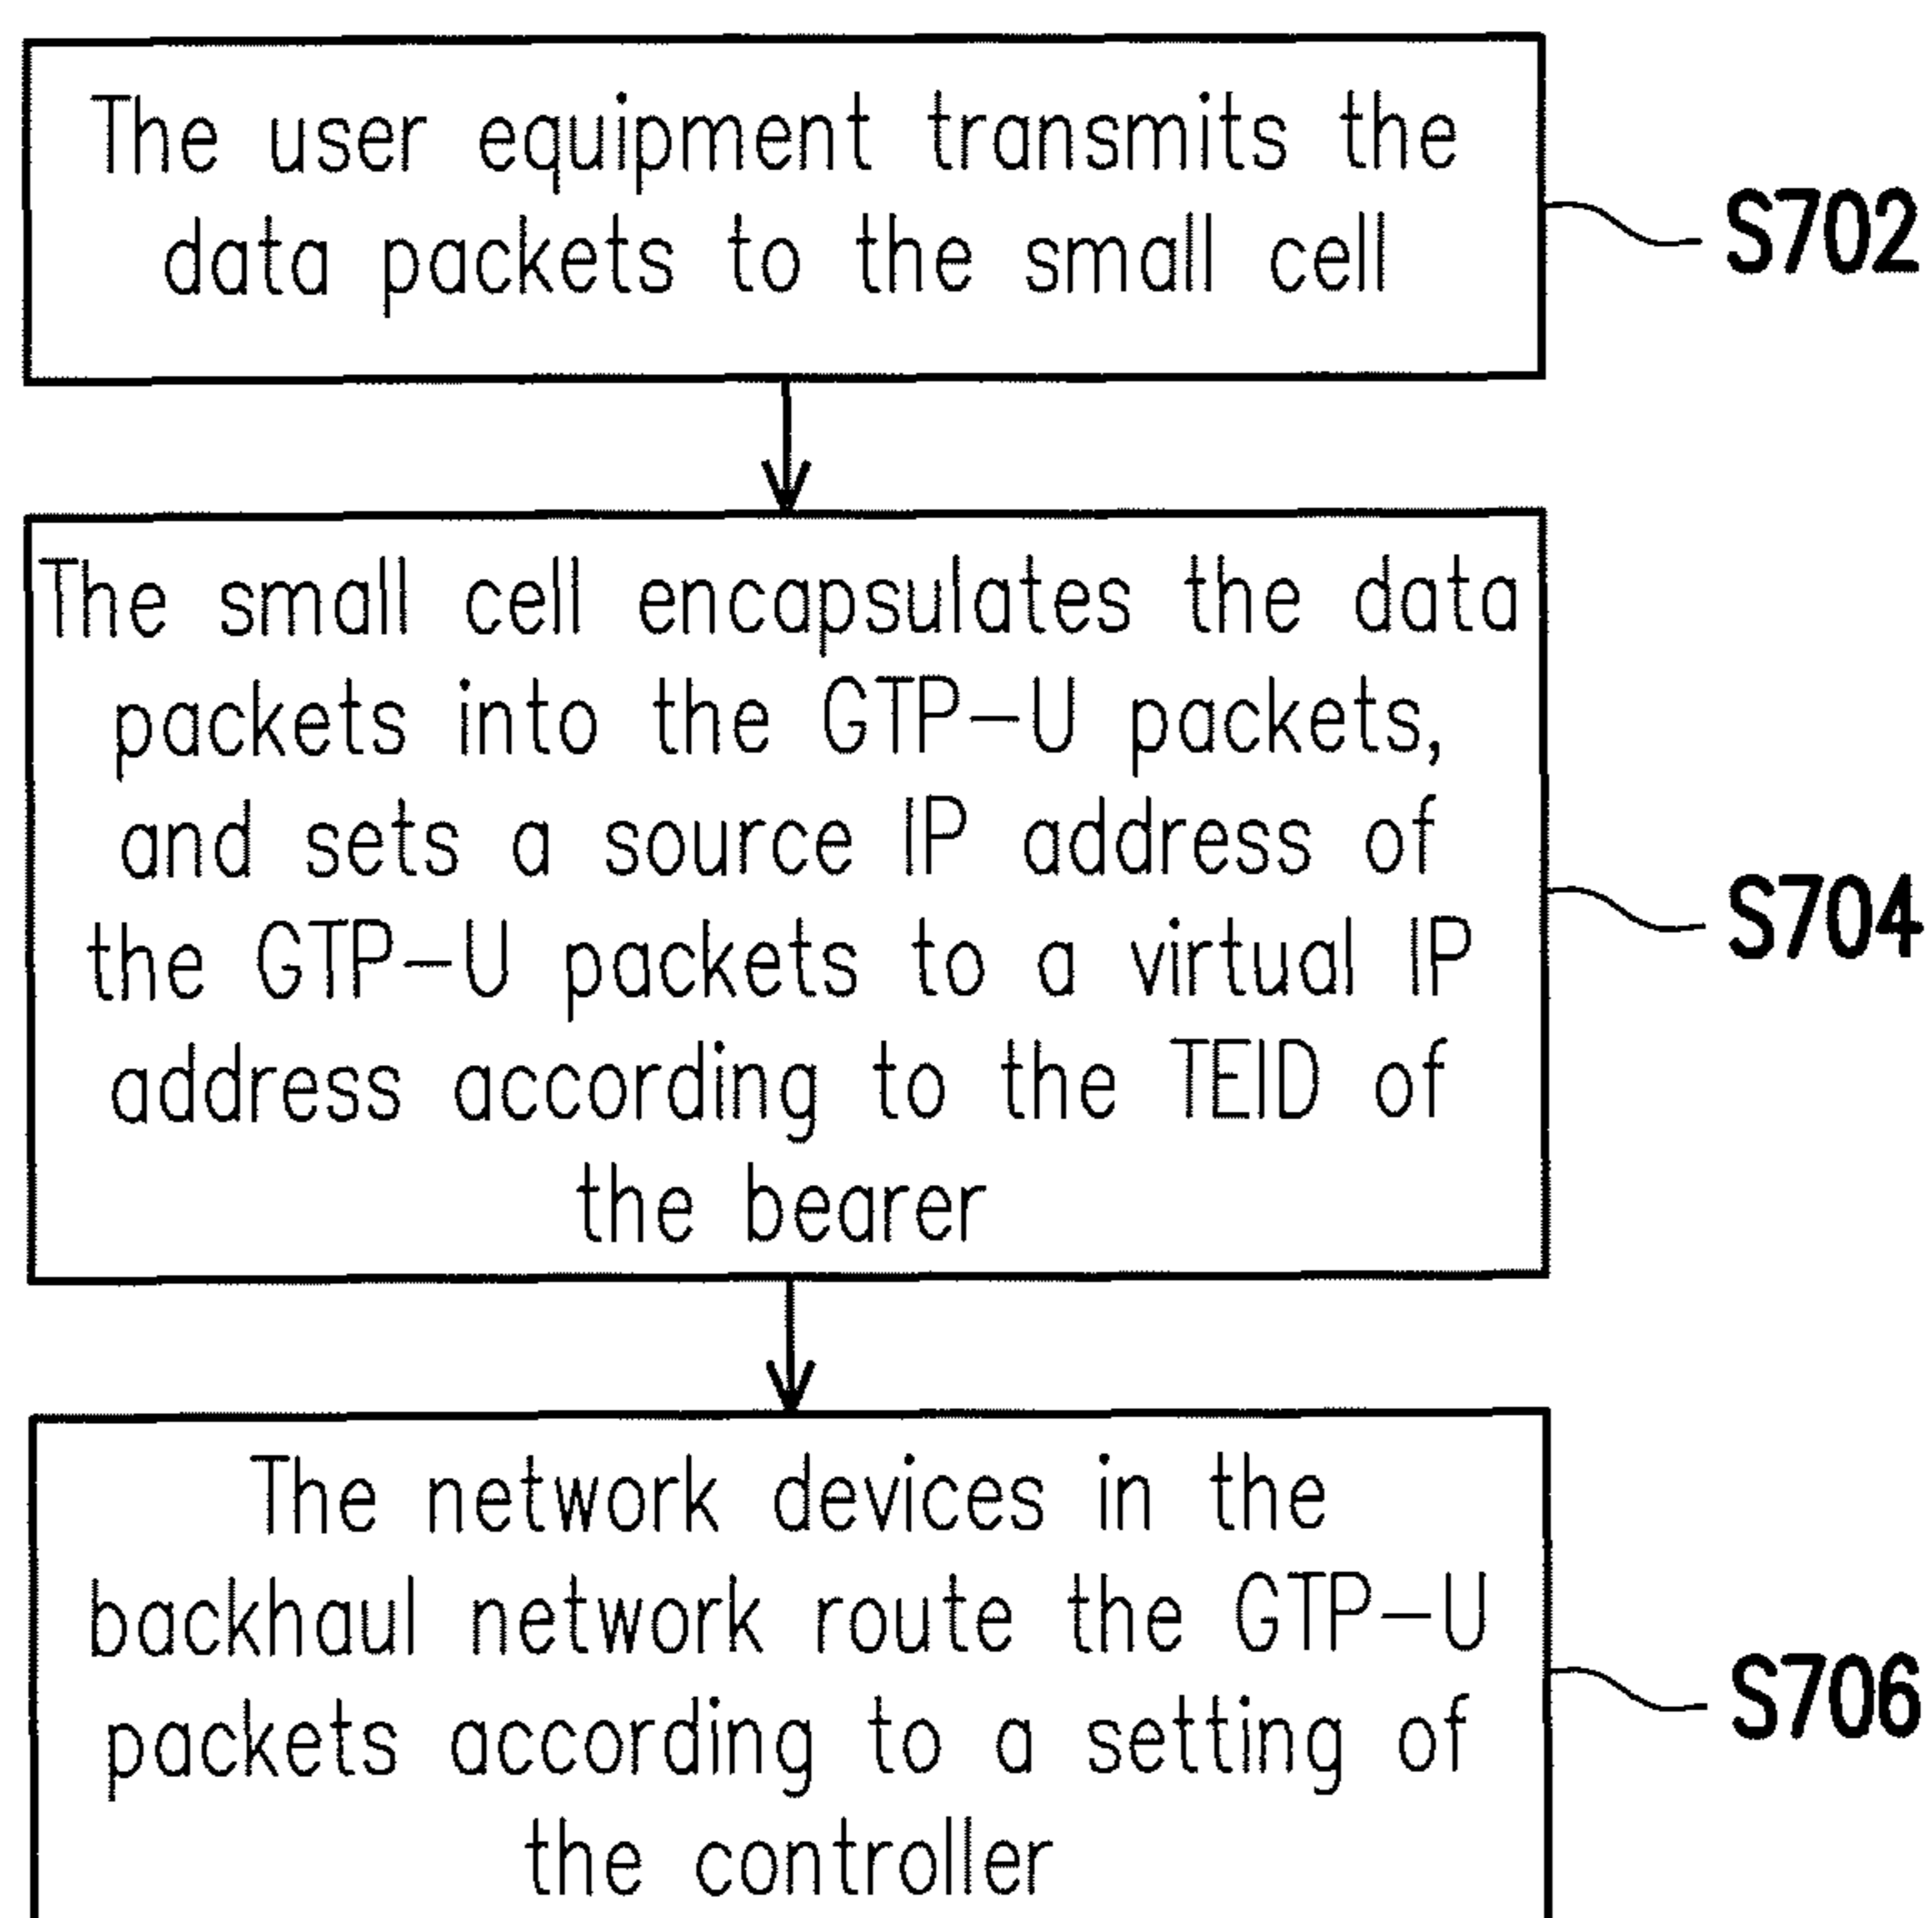 The user equipment transmits the
data packets to the small cell
S702
The small cell encapsulates the data
packets into the GTP-U packets,
and sets a source IP address of
the GTP-U packets to a virtual IP
address according to the TEID of
the bearer
S704
The network devices in the
backhaul network route the GTP-U
packets according to a setting of
the controller
S706